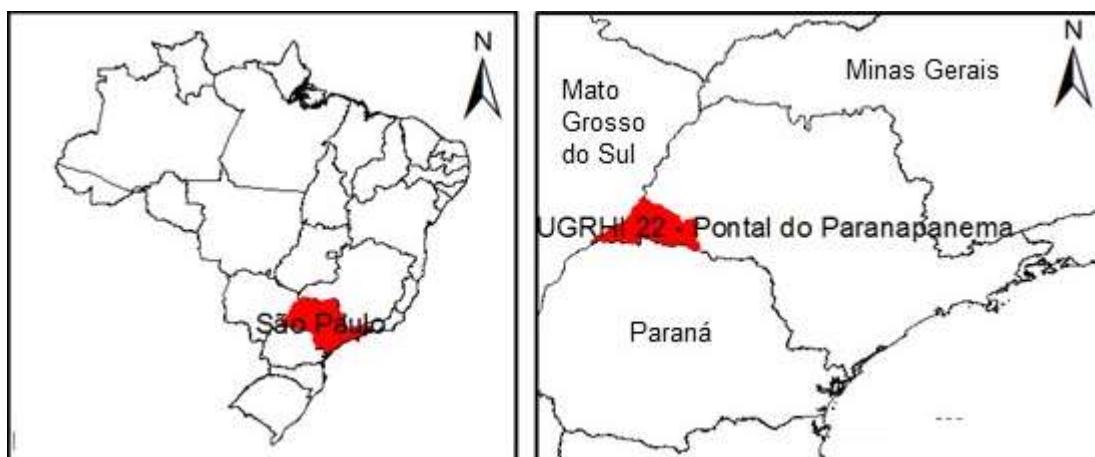 N
São Paulo
N
Minas Gerais
Mato
Grosso
do Sul
UGRHI 22 - Pontal do Paranapanema
Paraná